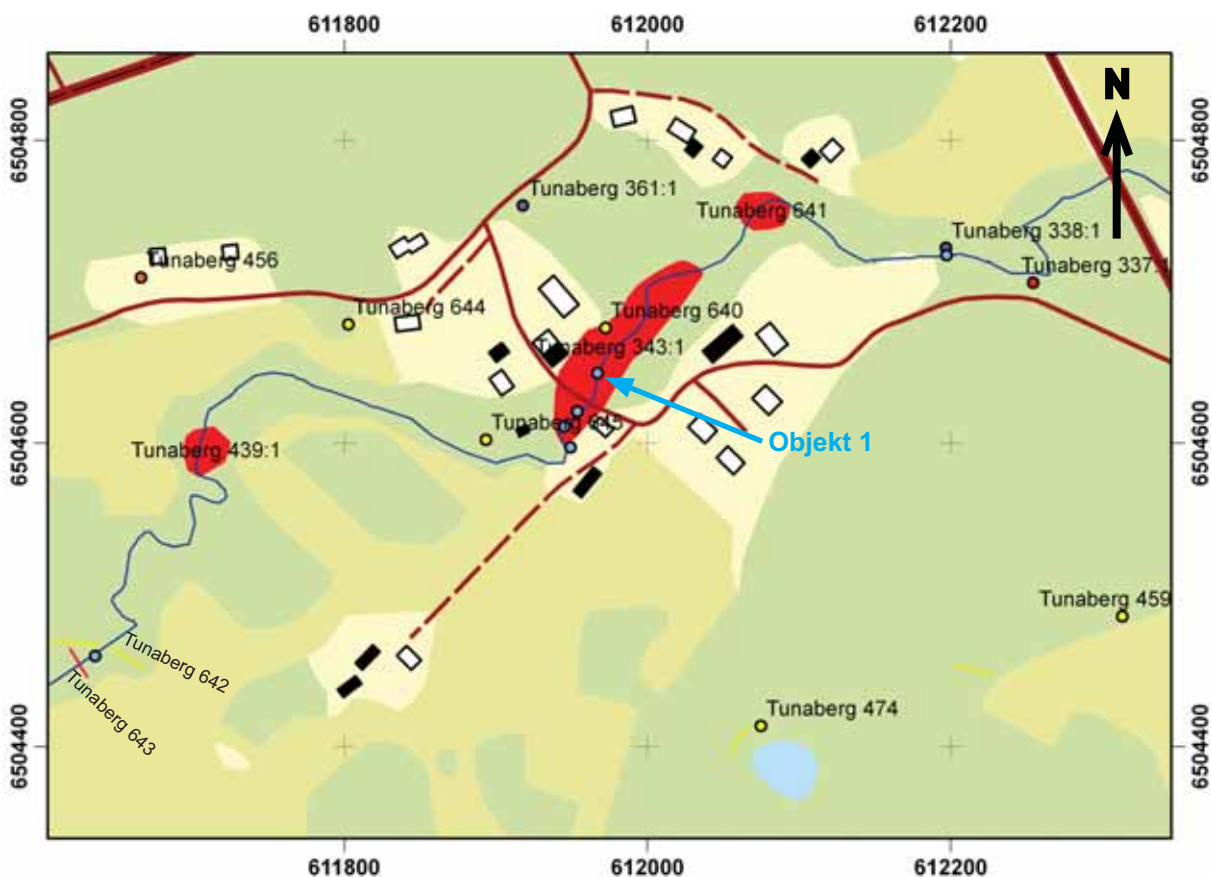 611800 612000 612200
N
6504800 6504800
Tunaberg 361:1
Tunaberg 641
Tunaberg 338:1
Tunaberg 456
Tunaberg 337:1
Tunaberg 644
Tunaberg 640
Tunaberg 343:1
Tunaberg 645
6504600 6504600
Tunaberg 439:1
Objekt 1
Tunaberg 459
Tunaberg 642
Tunaberg 643
Tunaberg 474
6504400 6504400
611800 612000 612200